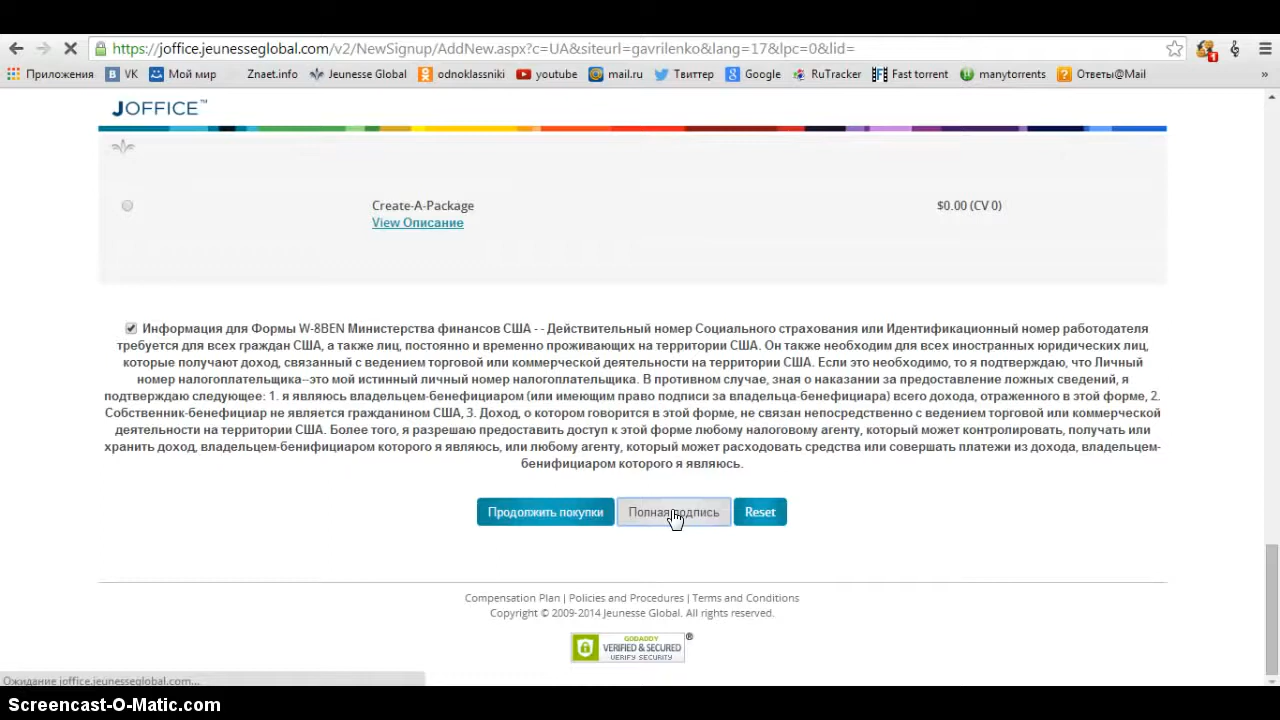 https://joffice.jeunesseglobal.com/v2/NewSignup/AddNew.aspx?c=UA&siteurl=gavrilenko&lang=17&lpc=0&lid=
1
Приложения VK Мой мир Znaet.info Jeunesse Global odnoklassniki youtube mail.ru Твиттер Google RuTracker Fast torrent manytorrents Ответы@Mail »
JOFFICE™
Create-A-Package $0.00 (CV 0)
View Описание
Информация для Формы W-8BEN Министерства финансов США - - Действительный номер Социального страхования или Идентификационный номер работодателя
требуется для всех граждан США, а также лиц, постоянно и временно проживающих на территории США. Он также необходим для всех иностранных юридических лиц,
которые получают доход, связанный с ведением торговой или коммерческой деятельности на территории США. Если это необходимо, то я подтверждаю, что Личный
номер налогоплательщика--это мой истинный личный номер налогоплательщика. В противном случае, зная о наказании за предоставление ложных сведений, я
подтверждаю следующее: 1. я являюсь владельцем-бенефициаром (или имеющим право подписи за владельца-бенефициара) всего дохода, отраженного в этой форме, 2.
Собственник-бенефициар не является гражданином США, 3. Доход, о котором говорится в этой форме, не связан непосредственно с ведением торговой или коммерческой
деятельности на территории США. Более того, я разрешаю предоставить доступ к этой форме любому налоговому агенту, который может контролировать, получать или
хранить доход, владельцем-бенифициаром которого я являюсь, или любому агенту, который может расходовать средства или совершать платежи из дохода, владельцем-
бенифициаром которого я являюсь.
Продолжить покупки Полная подпись Reset
Compensation Plan | Policies and Procedures | Terms and Conditions
Copyright © 2009-2014 Jeunesse Global. All rights reserved.
GODADDY
VERIFIED & SECURED
VERIFY SECURITY
®
Ожидание joffice.jeunesseglobal.com...
Screencast-O-Matic.com